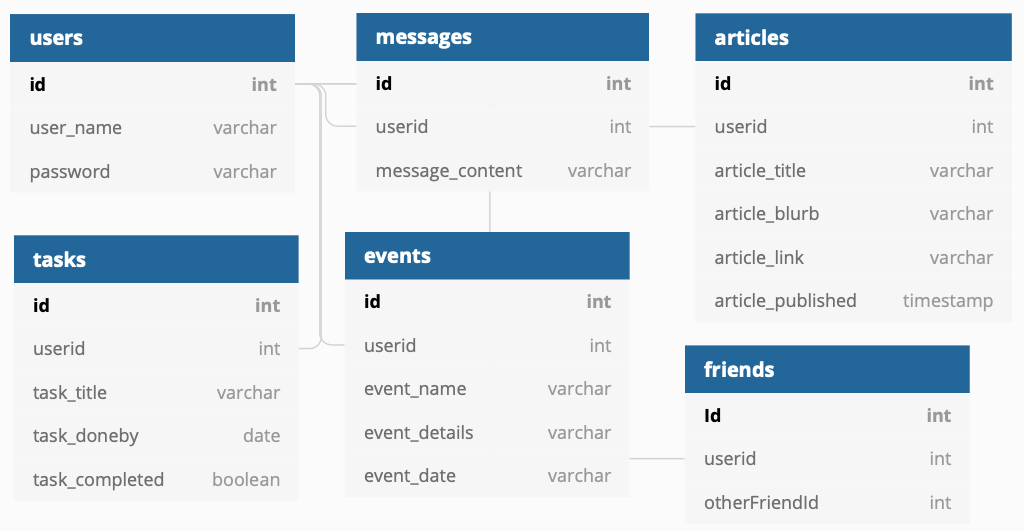 users
id int
user_name varchar
password varchar
messages
id int
userid int
message_content varchar
articles
id int
userid int
article_title varchar
article_blurb varchar
article_link varchar
article_published timestamp
tasks
id int
userid int
task_title varchar
task_doneby date
task_completed boolean
events
id int
userid int
event_name varchar
event_details varchar
event_date varchar
friends
Id int
userid int
otherFriendId int